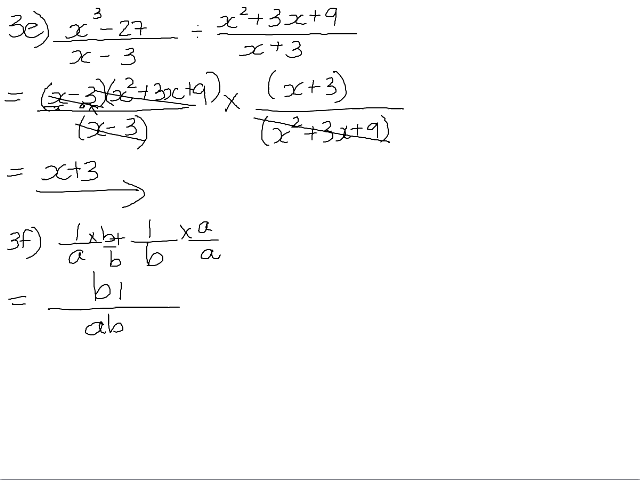 3e) x³ - 27 / x - 3 ÷ x² + 3x + 9 / x + 3
= (x - 3)(x² + 3x + 9) / (x - 3) × (x + 3) / (x² + 3x + 9)
= x + 3
3f) 1/a × b/b + 1/b × a/a
= b1 / ab